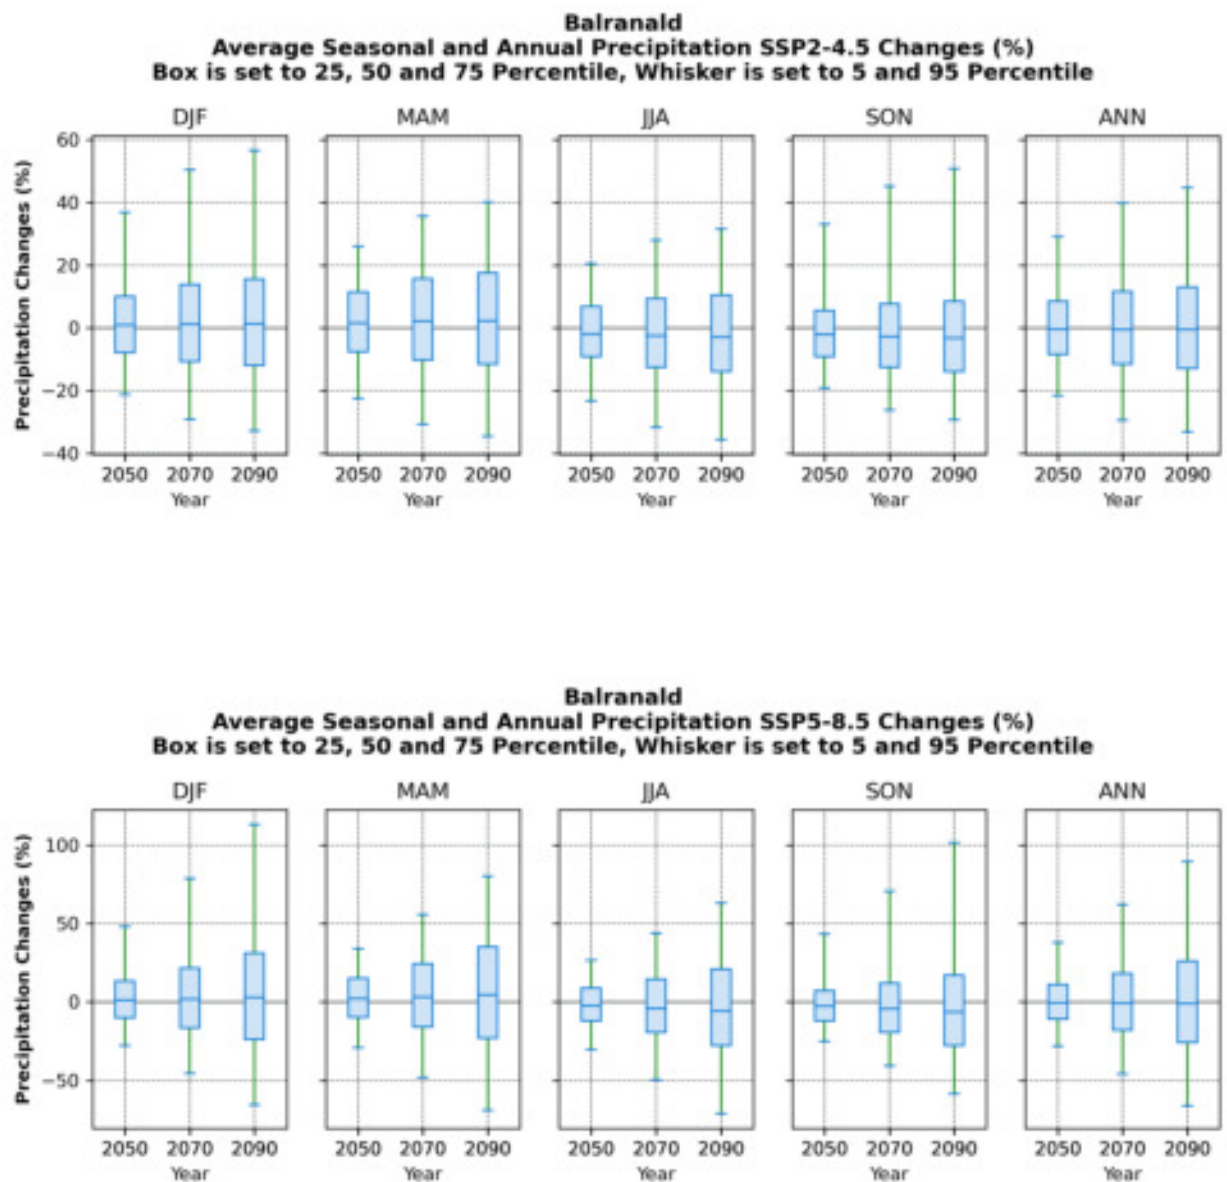 Balranald
Average Seasonal and Annual Precipitation SSP2-4.5 Changes (%)
Box is set to 25, 50 and 75 Percentile, Whisker is set to 5 and 95 Percentile
DJF MAM JJA SON ANN
Precipitation Changes (%)
60
40
20
0
−20
−40
2050 2070 2090 2050 2070 2090 2050 2070 2090 2050 2070 2090 2050 2070 2090
Year Year Year Year Year
Balranald
Average Seasonal and Annual Precipitation SSP5-8.5 Changes (%)
Box is set to 25, 50 and 75 Percentile, Whisker is set to 5 and 95 Percentile
DJF MAM JJA SON ANN
Precipitation Changes (%)
100
50
0
−50
2050 2070 2090 2050 2070 2090 2050 2070 2090 2050 2070 2090 2050 2070 2090
Year Year Year Year Year